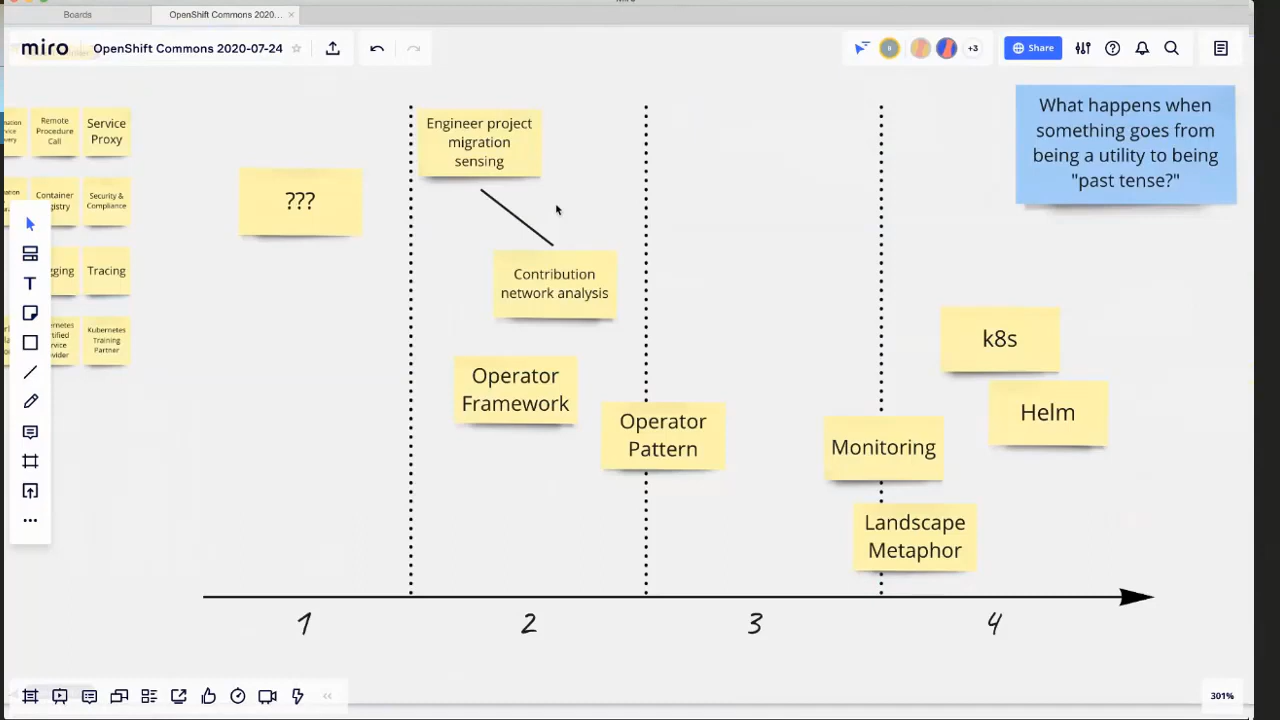 Boards
OpenShift Commons 2020...
miro
OpenShift Commons 2020-07-24
+3
Share
What happens when
something goes from
being a utility to being
"past tense?"
Remote
Procedure
Call
Service
Proxy
Container
Security &
Compliance
Tracing
Kubernetes
Training
Partner
???
Engineer project
migration
sensing
Contribution
network analysis
Operator
Framework
Operator
Pattern
k8s
Helm
Monitoring
Landscape
Metaphor
1
2
3
4
T
301%